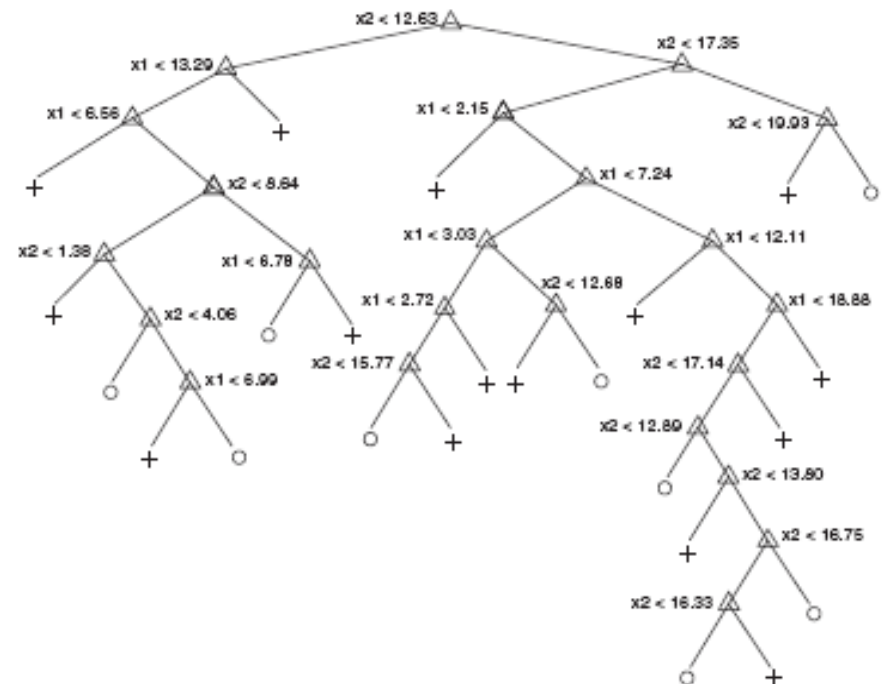 x2 < 12.63
x2 < 17.35
x1 < 13.29
x1 < 6.56
x1 < 2.15
x2 < 19.93
x2 < 8.64
x1 < 7.24
x2 < 1.38
x1 < 6.78
x1 < 3.03
x1 < 12.11
x2 < 4.06
x1 < 2.72
x2 < 12.68
x1 < 18.88
x1 < 6.99
x2 < 15.77
x2 < 17.14
x2 < 12.89
x2 < 13.80
x2 < 16.75
x2 < 16.33